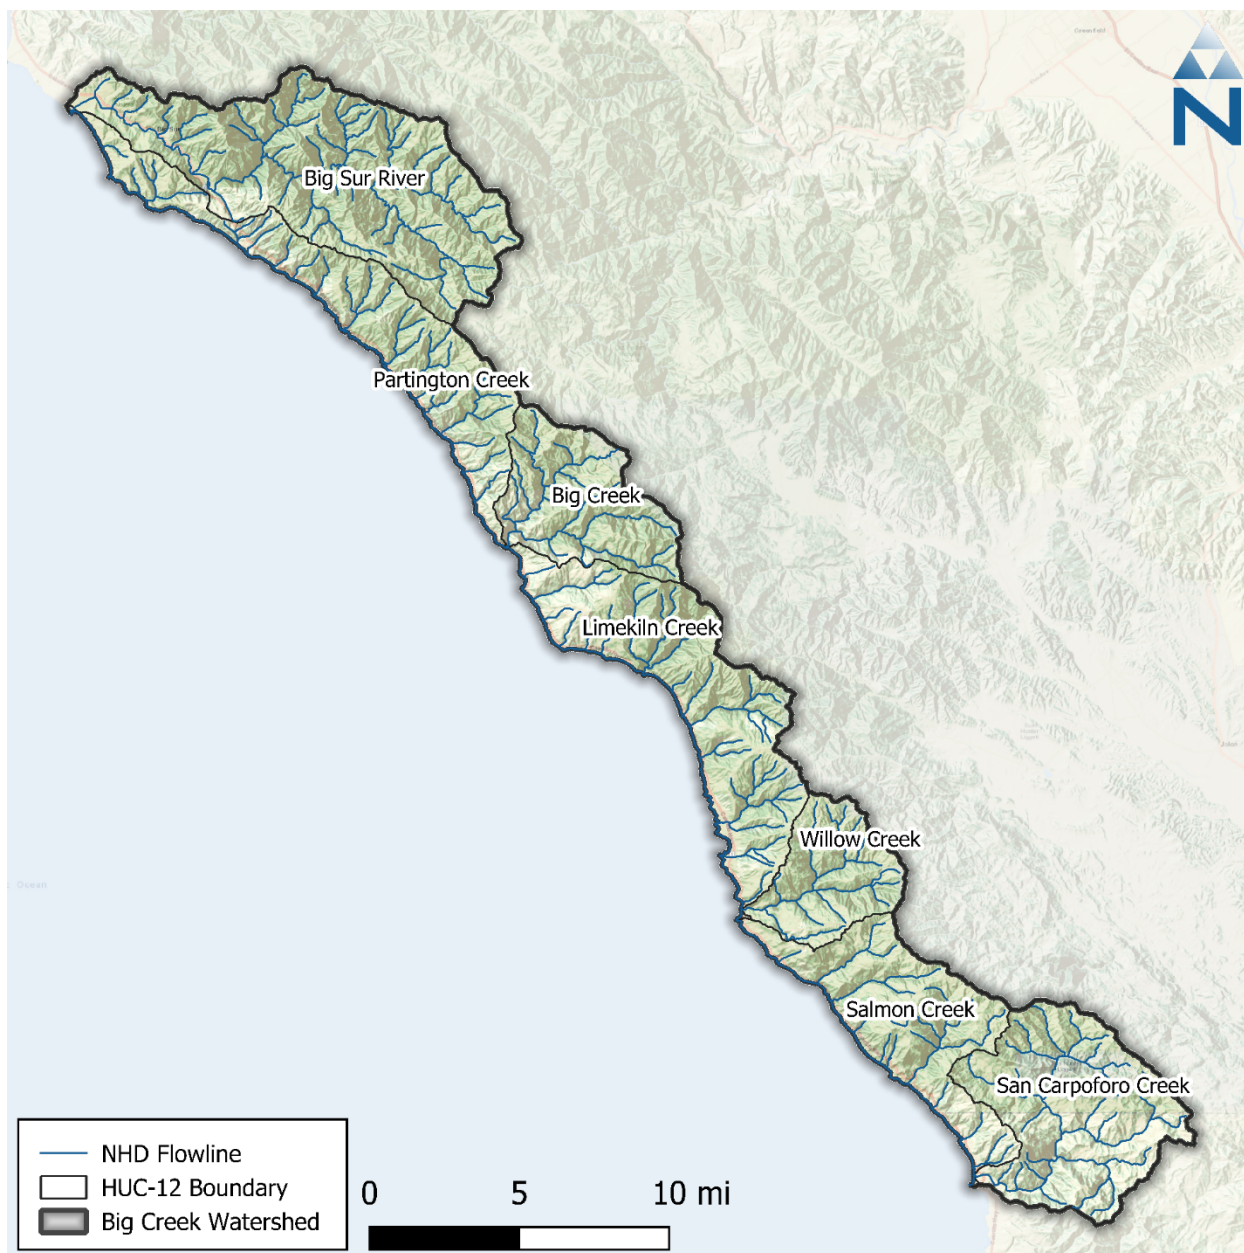 N
Big Sur River
Partington Creek
Big Creek
Limekiln Creek
Willow Creek
Ocean
Salmon Creek
San Carpoforo Creek
NHD Flowline
HUC-12 Boundary
Big Creek Watershed
0 5 10 mi